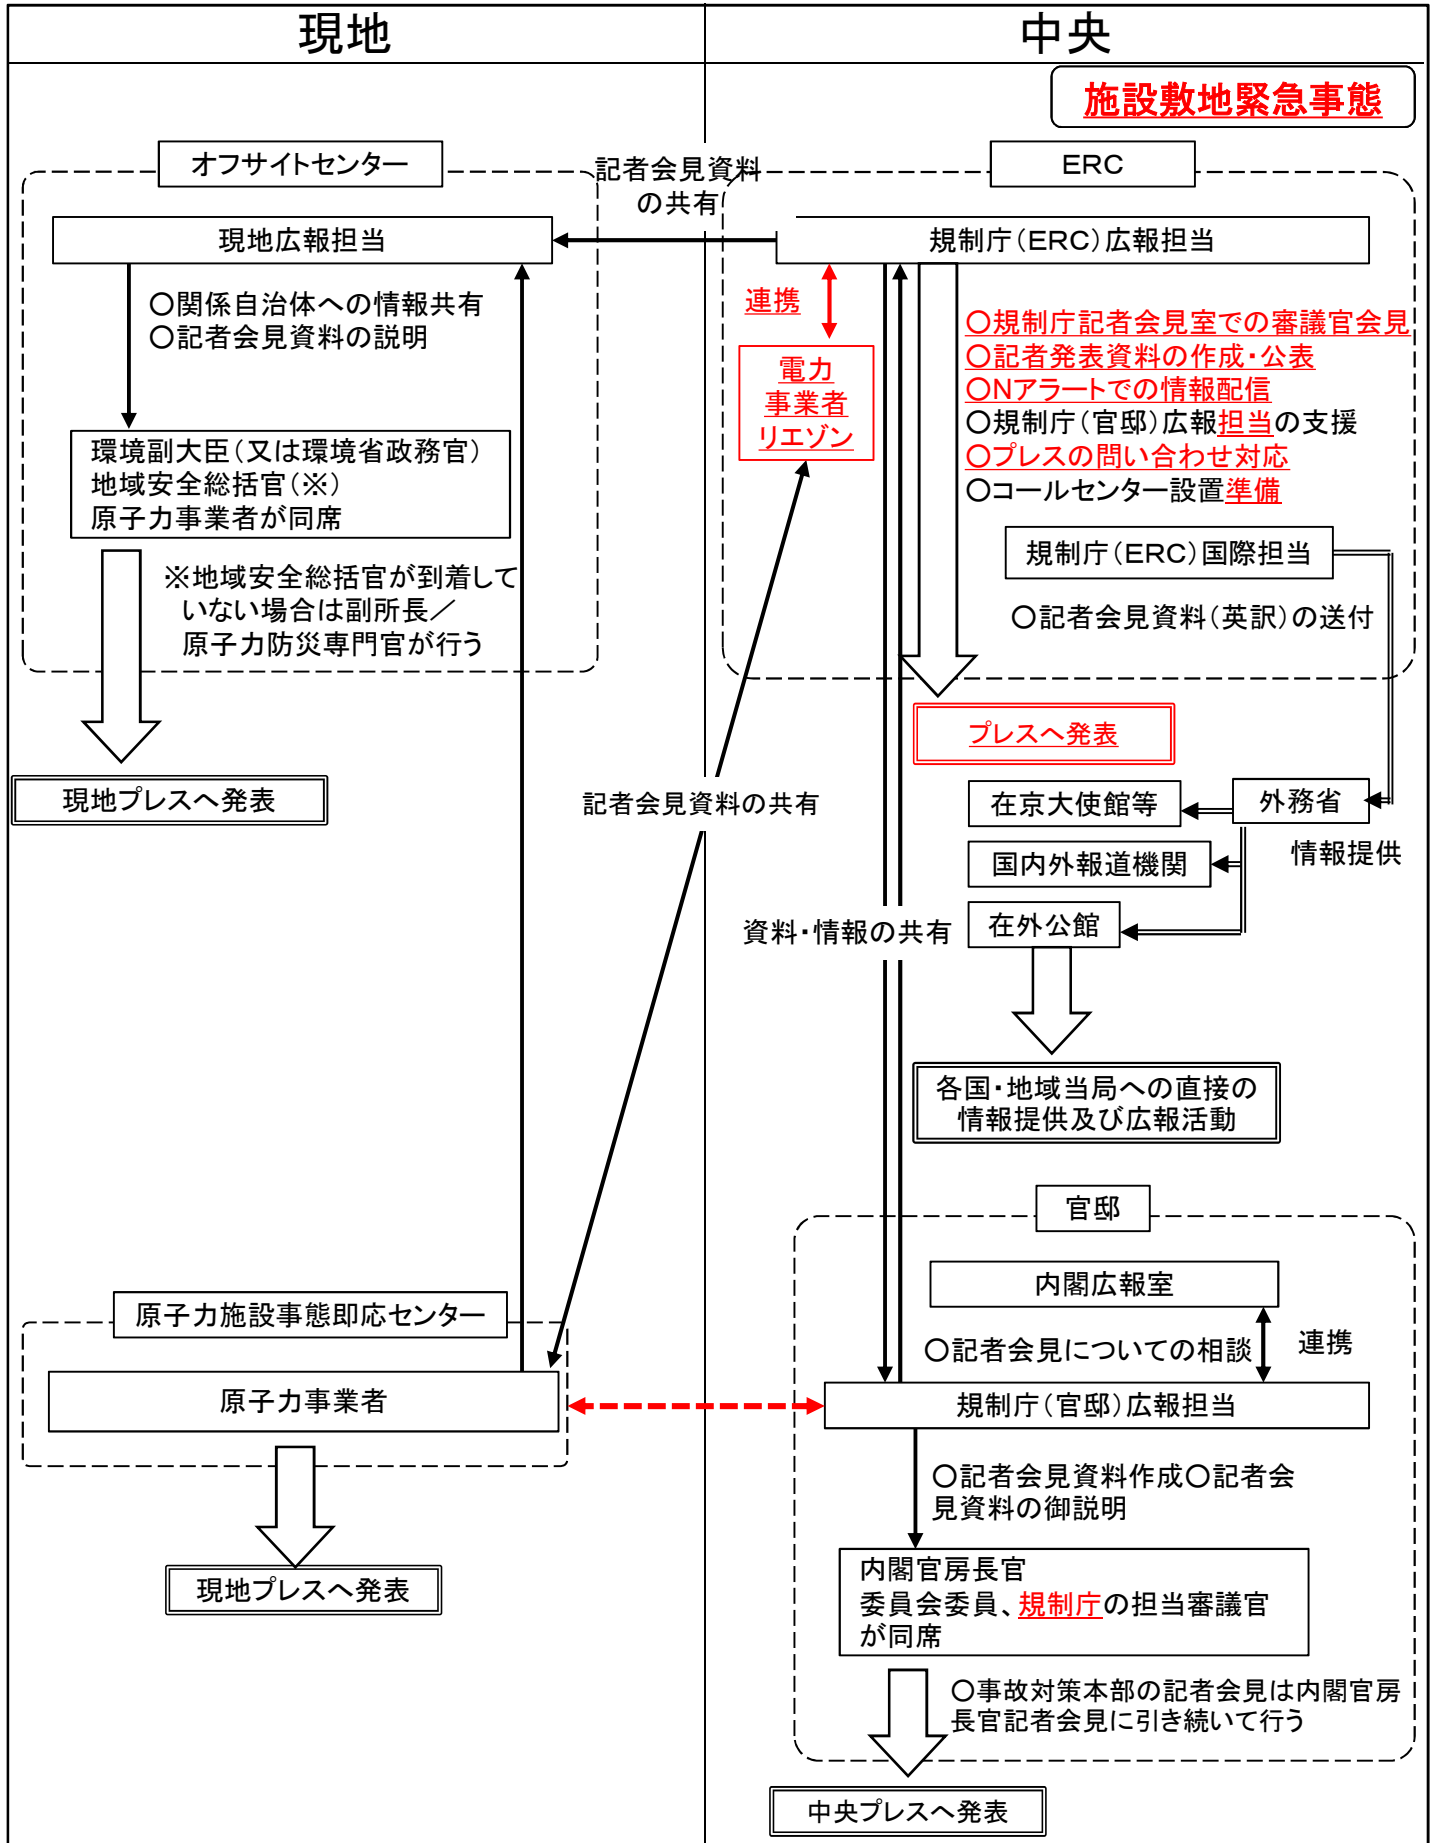 現地
中央
施設敷地緊急事態
オフサイトセンター
記者会見資料
の共有
ERC
現地広報担当
規制庁(ERC)広報担当
○関係自治体への情報共有
○記者会見資料の説明
連携
電力
事業者
リエゾン
○規制庁記者会見室での審議官会見
○記者発表資料の作成・公表
○Nアラートでの情報配信
○規制庁(官邸)広報担当の支援
○プレスの問い合わせ対応
○コールセンター設置準備
環境副大臣(又は環境省政務官)
地域安全総括官(※)
原子力事業者が同席
※地域安全総括官が到着して
いない場合は副所長/
原子力防災専門官が行う
規制庁(ERC)国際担当
○記者会見資料(英訳)の送付
プレスへ発表
現地プレスへ発表
記者会見資料の共有
在京大使館等
外務省
国内外報道機関
情報提供
在外公館
資料・情報の共有
各国・地域当局への直接の
情報提供及び広報活動
官邸
内閣広報室
○記者会見についての相談
連携
原子力施設事態即応センター
原子力事業者
規制庁(官邸)広報担当
○記者会見資料作成○記者会
見資料の御説明
現地プレスへ発表
内閣官房長官
委員会委員、規制庁の担当審議官
が同席
○事故対策本部の記者会見は内閣官房
長官記者会見に引き続いて行う
中央プレスへ発表